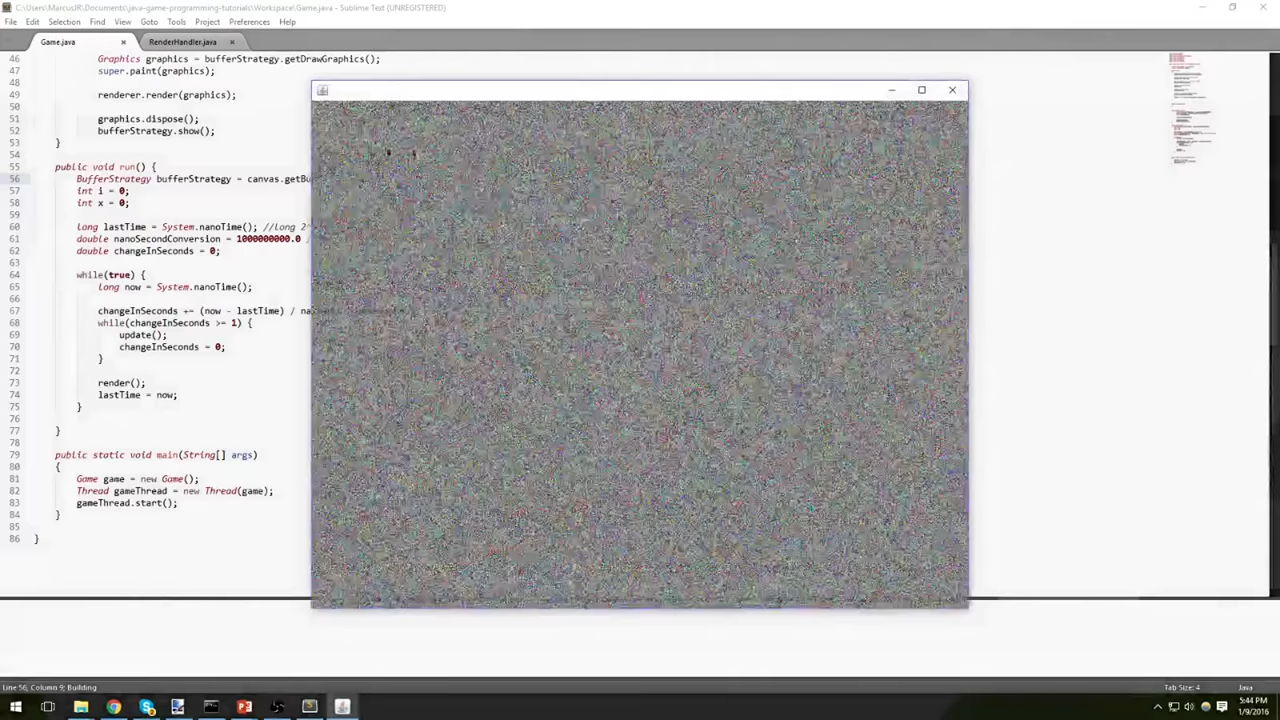 C:\Users\MarcusJR\Documents\java-game-programming-tutorials\Workspace\Game.java - Sublime Text (UNREGISTERED)
File Edit Selection Find View Goto Tools Project Preferences Help
Game.java × RenderHandler.java ×
46 Graphics graphics = bufferStrategy.getDrawGraphics();
47 super.paint(graphics);
48
49 renderer.render(graphics);
50
51 graphics.dispose();
52 bufferStrategy.show();
53 }
54
55 public void run() {
56 BufferStrategy bufferStrategy = canvas.getBu
57 int i = 0;
58 int x = 0;
59
60 long lastTime = System.nanoTime(); //long 2^
61 double nanoSecondConversion = 1000000000.0 /
62 double changeInSeconds = 0;
63
64 while(true) {
65 long now = System.nanoTime();
66
67 changeInSeconds += (now - lastTime) / na
68 while(changeInSeconds >= 1) {
69 update();
70 changeInSeconds = 0;
71 }
72
73 render();
74 lastTime = now;
75 }
76
77 }
78
79 public static void main(String[] args)
80 {
81 Game game = new Game();
82 Thread gameThread = new Thread(game);
83 gameThread.start();
84 }
85
86 }
Line 56, Column 9; Building Tab Size: 4 Java
5:44 PM
1/9/2016